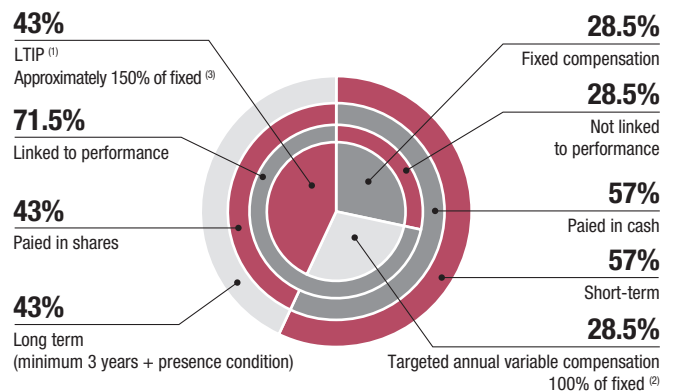 43%
LTIP (1)
Approximately 150% of fixed (3)
71.5%
Linked to performance
43%
Paied in shares
43%
Long term
(minimum 3 years + presence condition)
28.5%
Fixed compensation
28.5%
Not linked
to performance
57%
Paied in cash
57%
Short-term
28.5%
Targeted annual variable compensation
100% of fixed (2)